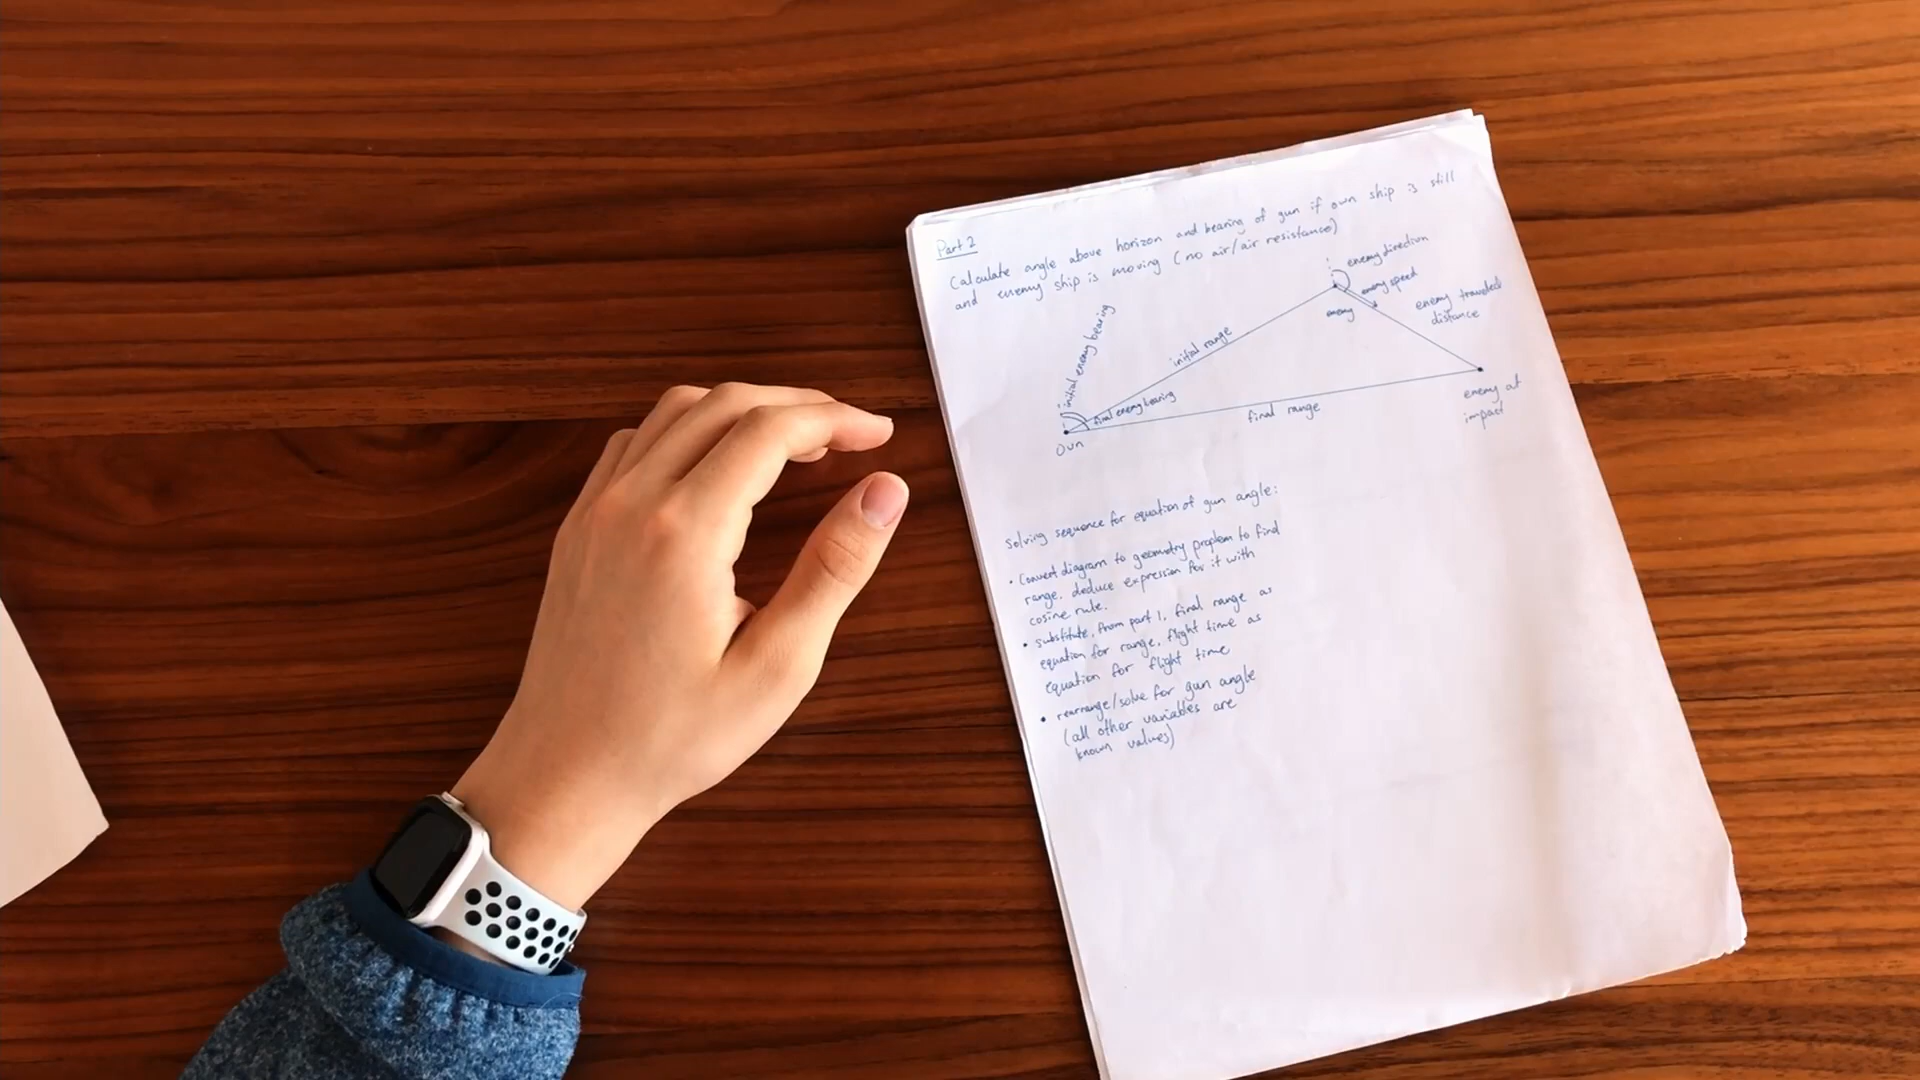 Part 2
Calculate angle above horizon and bearing of gun if own ship is still
and enemy ship is moving (no air/air resistance)
enemy direction
enemy speed
enemy traveled
distance
enemy
initial enemy bearing
initial range
final enemy bearing
final range
enemy at
impact
Own
Solving sequence for equation of gun angle:
• Convert diagram to geometry proplem to find
range, deduce expression for it with
cosine rule.
• substitute, from part 1, final range as
equation for range, flight time as
equation for flight time
• rearrange/solve for gun angle
(all other variables are
known values)